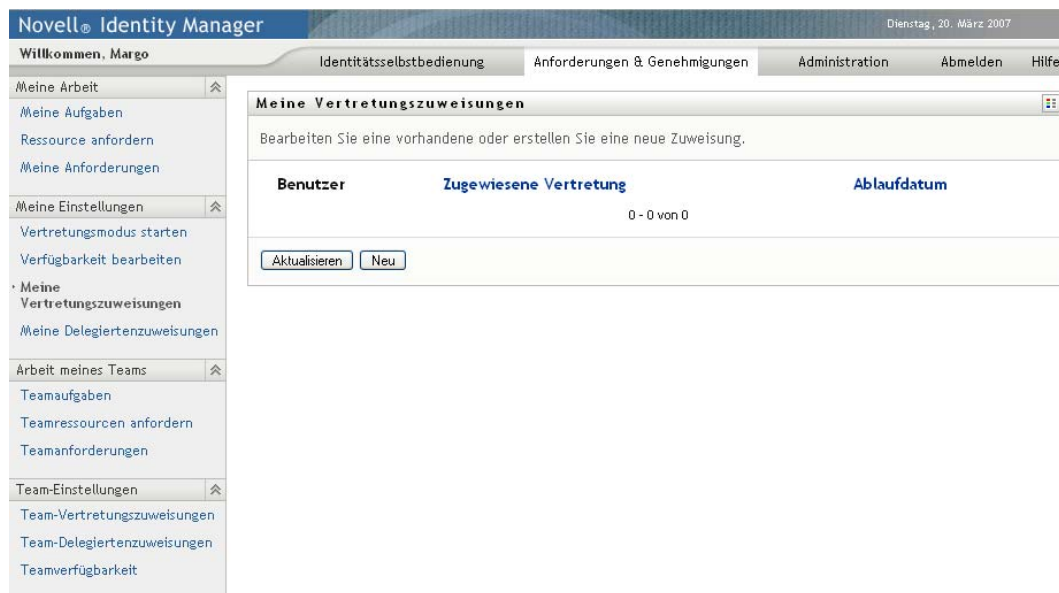 Novell® Identity Manager
Dienstag, 20. März 2007
Willkommen, Margo
Identitätsselbstbedienung Anforderungen & Genehmigungen Administration Abmelden Hilfe
Meine Arbeit
Meine Aufgaben
Ressource anfordern
Meine Anforderungen
Meine Einstellungen
Vertretungsmodus starten
Verfügbarkeit bearbeiten
· Meine
Vertretungszuweisungen
Meine Delegiertenzuweisungen
Arbeit meines Teams
Teamaufgaben
Teamressourcen anfordern
Teamanforderungen
Team-Einstellungen
Team-Vertretungszuweisungen
Team-Delegiertenzuweisungen
Teamverfügbarkeit
Meine Vertretungszuweisungen
Bearbeiten Sie eine vorhandene oder erstellen Sie eine neue Zuweisung.
Benutzer Zugewiesene Vertretung Ablaufdatum
0 - 0 von 0
Aktualisieren Neu